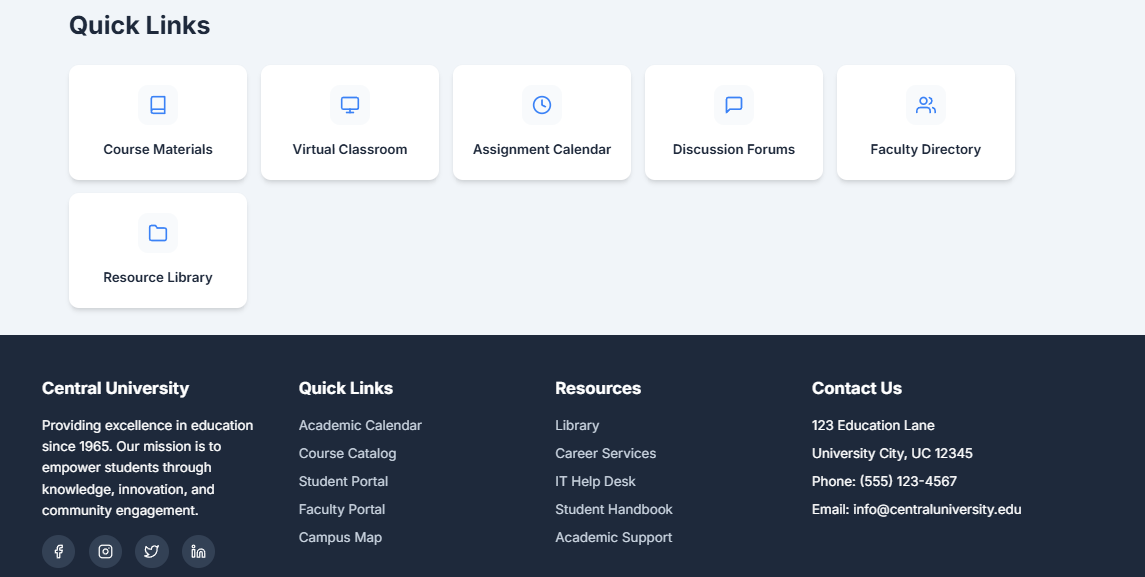 Quick Links
Course Materials
Virtual Classroom
Assignment Calendar
Discussion Forums
Faculty Directory
Resource Library
Central University
Providing excellence in education
since 1965. Our mission is to
empower students through
knowledge, innovation, and
community engagement.
Quick Links
Academic Calendar
Course Catalog
Student Portal
Faculty Portal
Campus Map
Resources
Library
Career Services
IT Help Desk
Student Handbook
Academic Support
Contact Us
123 Education Lane
University City, UC 12345
Phone: (555) 123-4567
Email: info@centraluniversity.edu